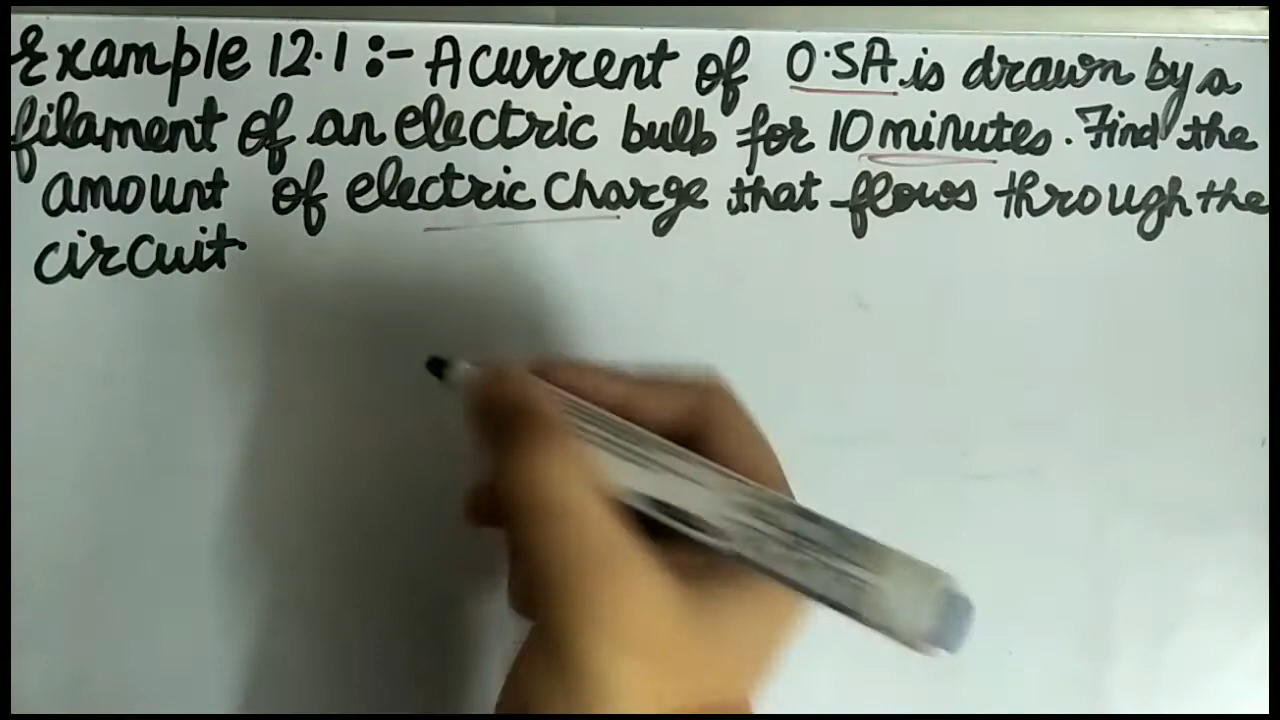 Example 12.1 :- A current of 0.5A is drawn by a
filament of an electric bulb for 10 minutes. Find the
amount of electric charge that flows through the
circuit.